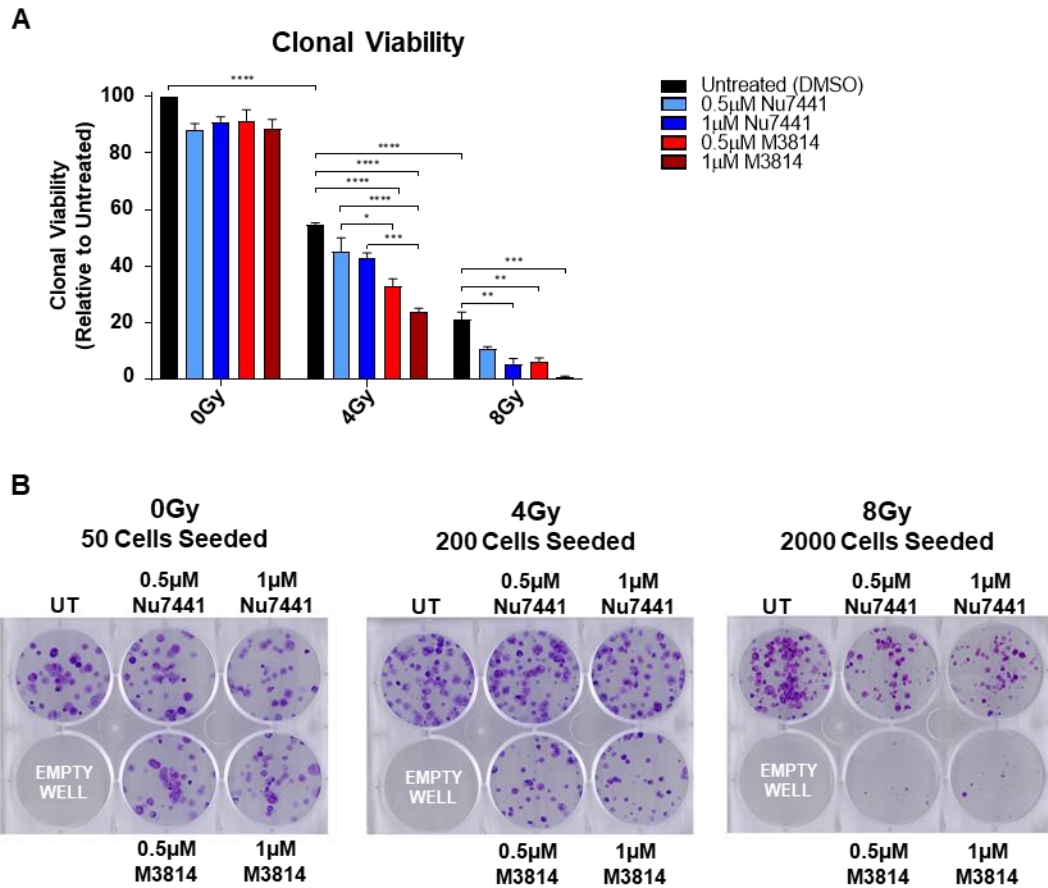 A
Clonal Viability
Clonal Viability
(Relative to Untreated)
100
80
60
40
20
0
****
****
****
****
****
*
***
***
**
**
0Gy
4Gy
8Gy
Untreated (DMSO)
0.5µM Nu7441
1µM Nu7441
0.5µM M3814
1µM M3814
B
0Gy
50 Cells Seeded
UT
0.5µM
Nu7441
1µM
Nu7441
EMPTY
WELL
0.5µM
M3814
1µM
M3814
4Gy
200 Cells Seeded
UT
0.5µM
Nu7441
1µM
Nu7441
EMPTY
WELL
0.5µM
M3814
1µM
M3814
8Gy
2000 Cells Seeded
UT
0.5µM
Nu7441
1µM
Nu7441
EMPTY
WELL
0.5µM
M3814
1µM
M3814